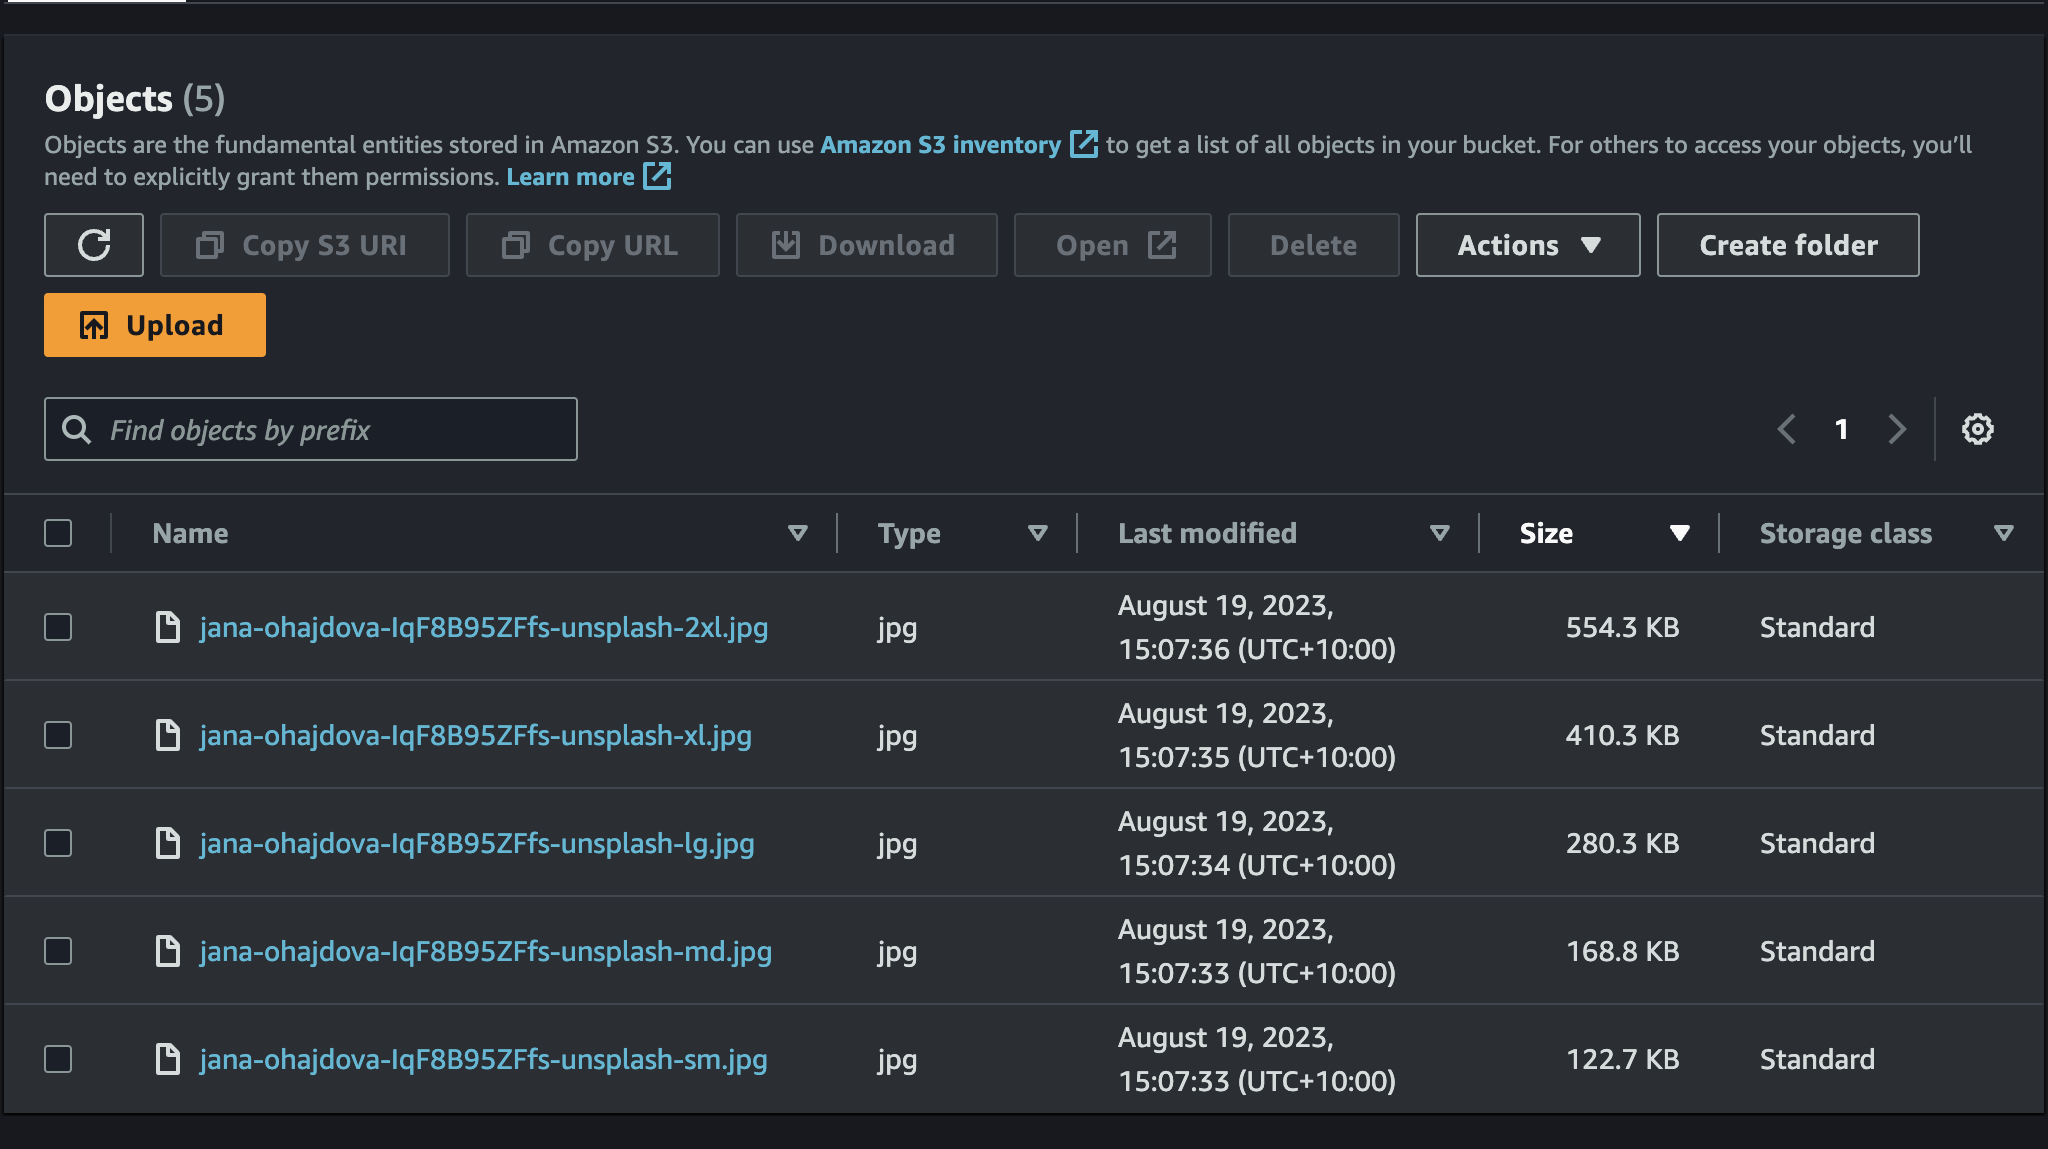 Objects (5)
Objects are the fundamental entities stored in Amazon S3. You can use Amazon S3 inventory to get a list of all objects in your bucket. For others to access your objects, you'll
need to explicitly grant them permissions. Learn more
Copy S3 URI Copy URL Download Open Delete Actions Create folder
Upload
Find objects by prefix 1
Name Type Last modified Size Storage class
jana-ohajdova-IqF8B95ZFfs-unsplash-2xl.jpg jpg August 19, 2023, 554.3 KB Standard
15:07:36 (UTC+10:00)
jana-ohajdova-IqF8B95ZFfs-unsplash-xl.jpg jpg August 19, 2023, 410.3 KB Standard
15:07:35 (UTC+10:00)
jana-ohajdova-IqF8B95ZFfs-unsplash-lg.jpg jpg August 19, 2023, 280.3 KB Standard
15:07:34 (UTC+10:00)
jana-ohajdova-IqF8B95ZFfs-unsplash-md.jpg jpg August 19, 2023, 168.8 KB Standard
15:07:33 (UTC+10:00)
jana-ohajdova-IqF8B95ZFfs-unsplash-sm.jpg jpg August 19, 2023, 122.7 KB Standard
15:07:33 (UTC+10:00)